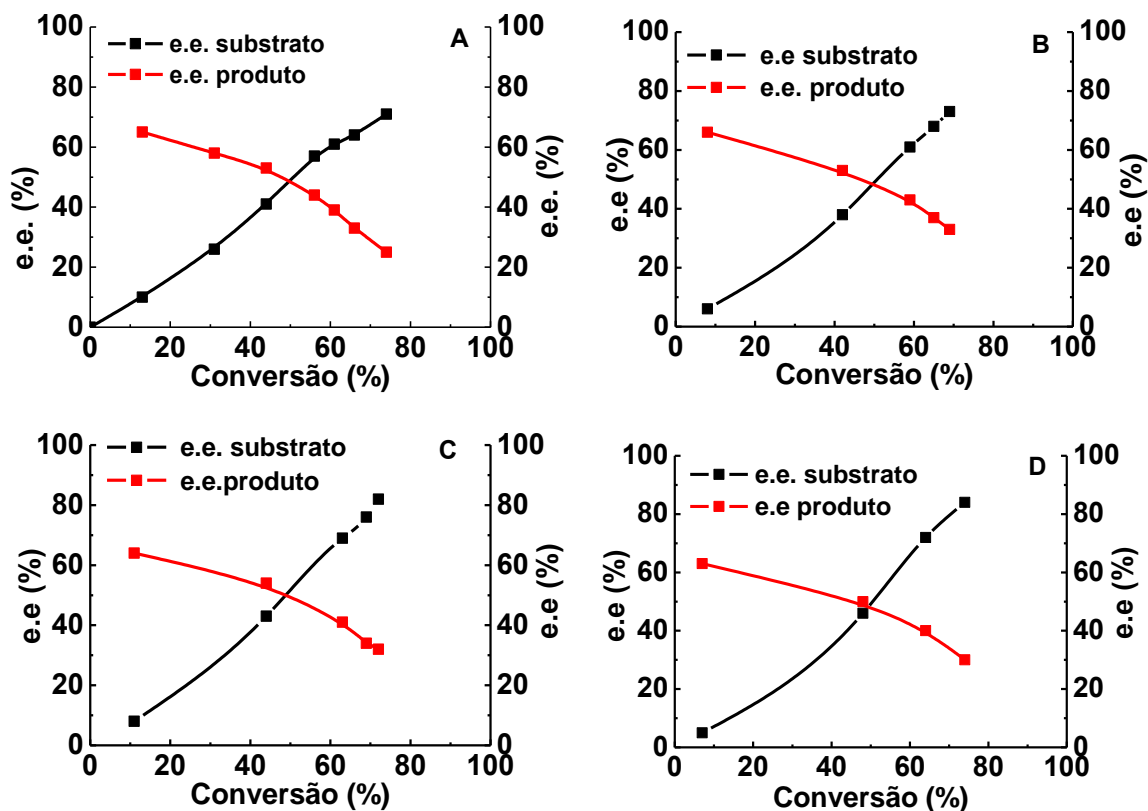 A
e.e. substrato
e.e. produto
e.e. (%)
e.e. (%)
100
80
60
40
20
0
100
80
60
40
20
0
0 20 40 60 80 100
Conversão (%)
B
e.e substrato
e.e. produto
e.e (%)
e.e (%)
100
80
60
40
20
0
100
80
60
40
20
0
0 20 40 60 80 100
Conversão (%)
C
e.e. substrato
e.e.produto
e.e (%)
e.e (%)
100
80
60
40
20
0
100
80
60
40
20
0
0 20 40 60 80 100
Conversão (%)
D
e.e. substrato
e.e produto
e.e (%)
e.e (%)
100
80
60
40
20
0
100
80
60
40
20
0
0 20 40 60 80 100
Conversão (%)